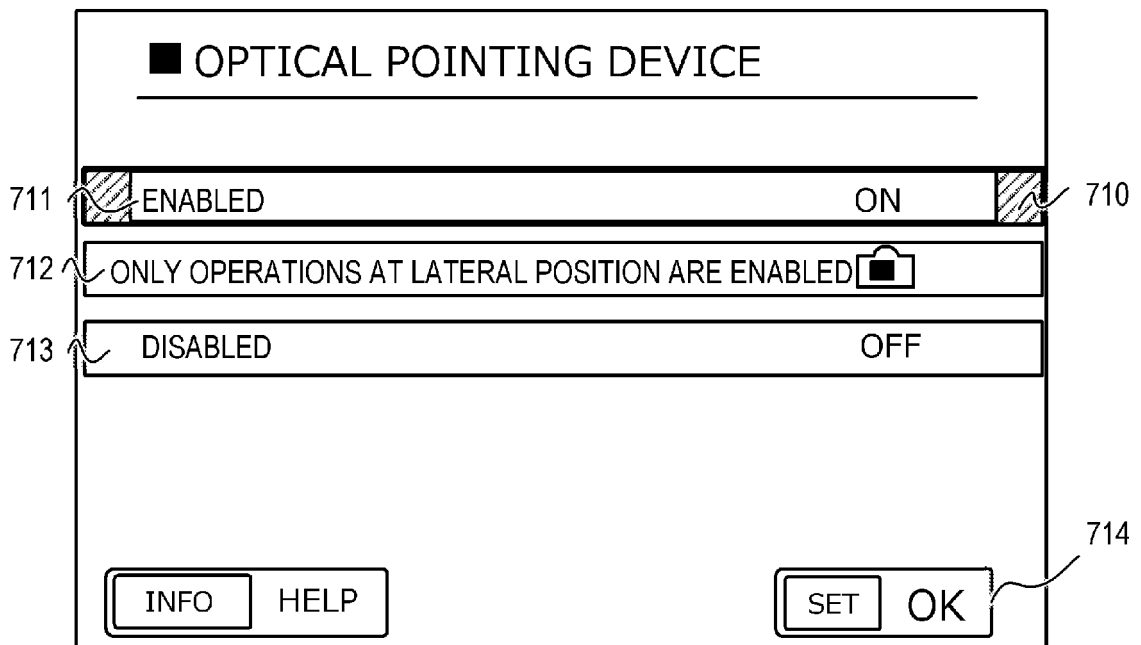 ■ OPTICAL POINTING DEVICE
711 ENABLED ON 710
712 ONLY OPERATIONS AT LATERAL POSITION ARE ENABLED
713 DISABLED OFF
714
INFO HELP SET OK